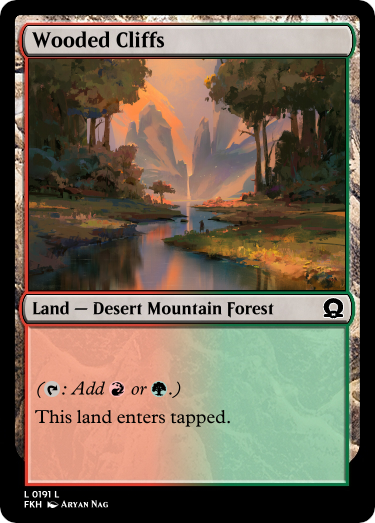 Wooded Cliffs
Land — Desert Mountain Forest
(: Add or .)
This land enters tapped.
L 0191 L
FKH Aryan Nag